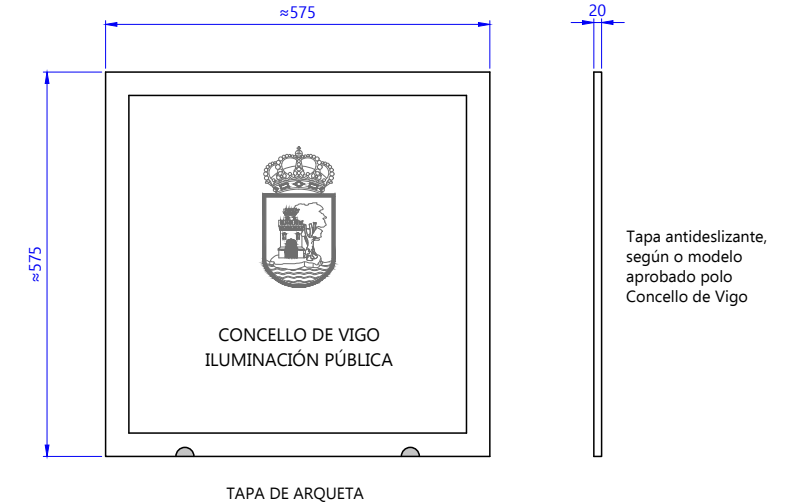 ≈575
20
≈575
Tapa antideslizante,
según o modelo
aprobado polo
Concello de Vigo
CONCELLO DE VIGO
ILUMINACIÓN PÚBLICA
TAPA DE ARQUETA